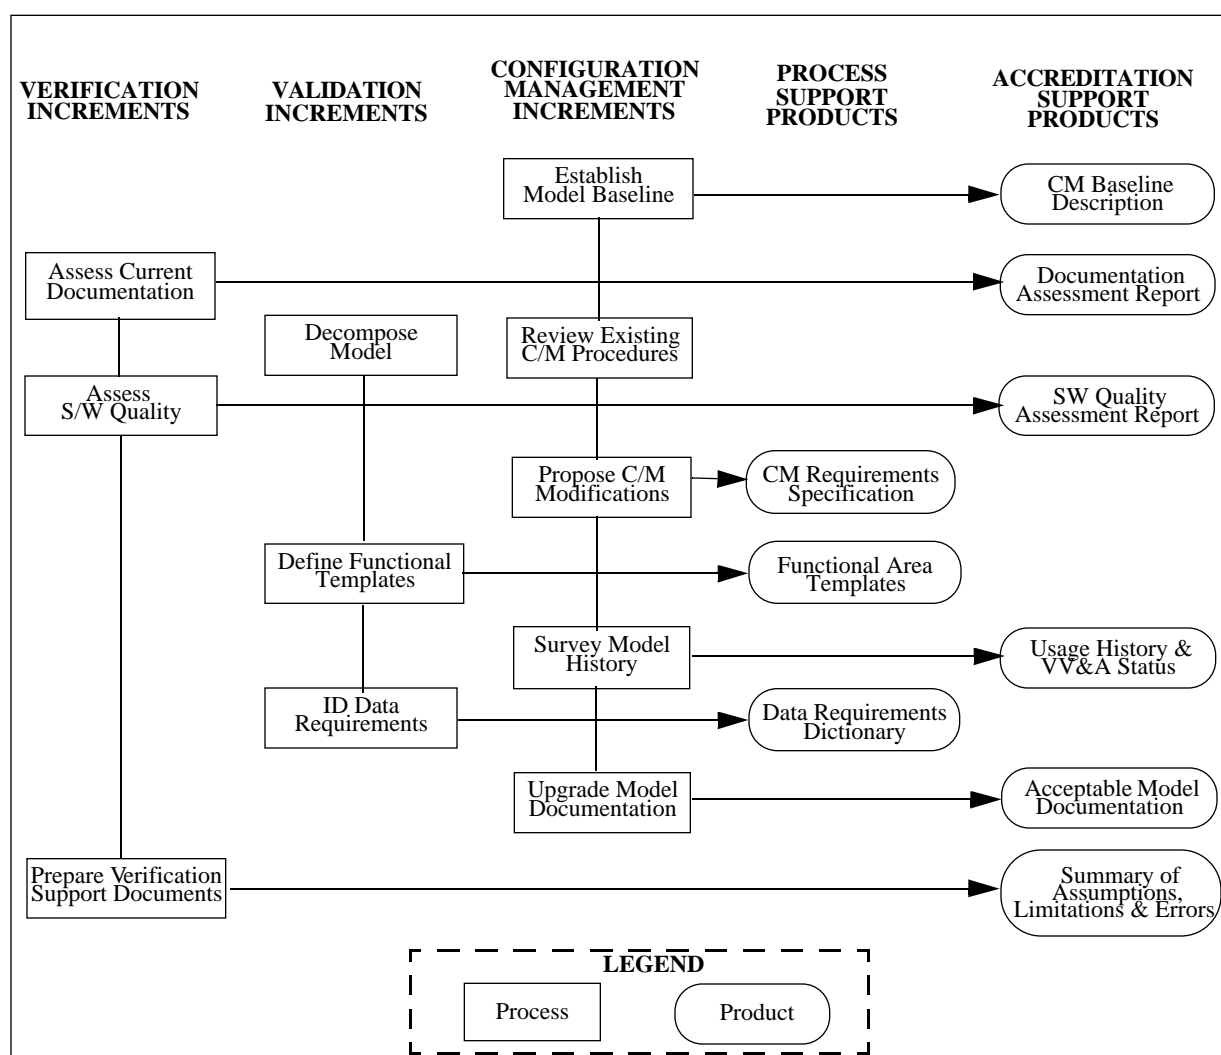 VERIFICATION
INCREMENTS
VALIDATION
INCREMENTS
CONFIGURATION
MANAGEMENT
INCREMENTS
PROCESS
SUPPORT
PRODUCTS
ACCREDITATION
SUPPORT
PRODUCTS
Establish
Model Baseline
CM Baseline
Description
Assess Current
Documentation
Documentation
Assessment Report
Decompose
Model
Review Existing
C/M Procedures
Assess
S/W Quality
SW Quality
Assessment Report
Propose C/M
Modifications
CM Requirements
Specification
Define Functional
Templates
Functional Area
Templates
Survey Model
History
Usage History &
VV&A Status
ID Data
Requirements
Data Requirements
Dictionary
Upgrade Model
Documentation
Acceptable Model
Documentation
Prepare Verification
Support Documents
Summary of
Assumptions,
Limitations & Errors
LEGEND
Process
Product